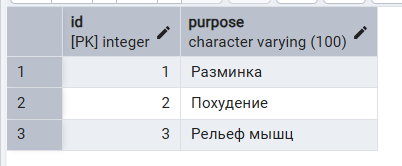 id purpose
[PK] integer character varying (100)
1 1 Разминка
2 2 Похудение
3 3 Рельеф мышц